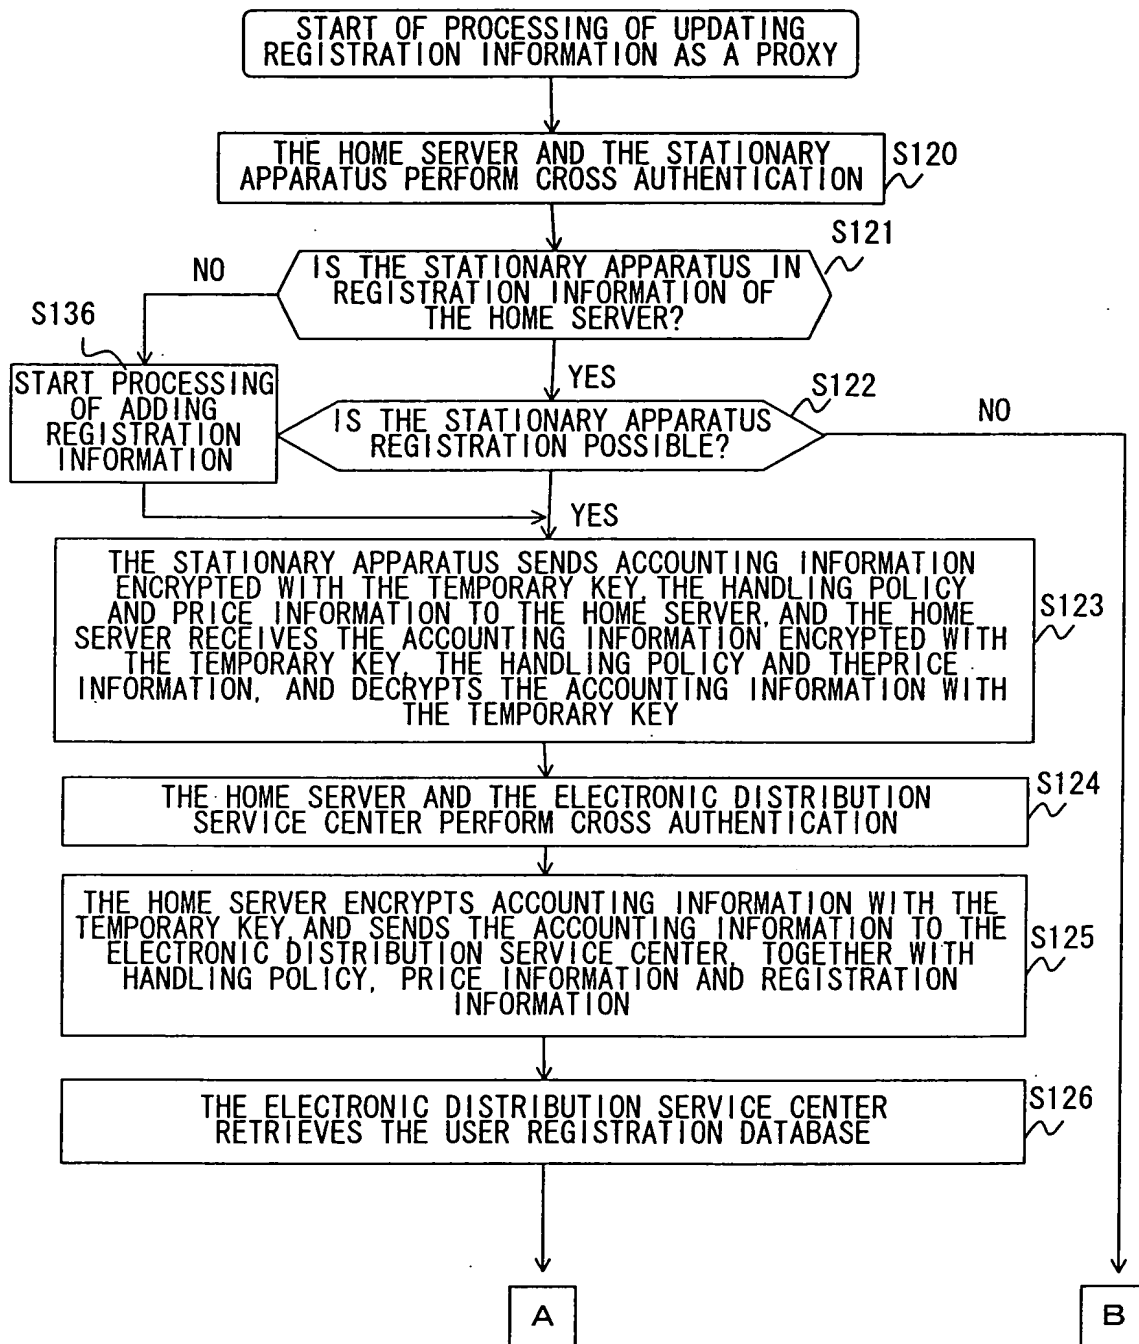 START OF PROCESSING OF UPDATING
REGISTRATION INFORMATION AS A PROXY
THE HOME SERVER AND THE STATIONARY
APPARATUS PERFORM CROSS AUTHENTICATION
S120
S121
IS THE STATIONARY APPARATUS IN
REGISTRATION INFORMATION OF
THE HOME SERVER?
NO
S136
YES
START PROCESSING
OF ADDING
REGISTRATION
INFORMATION
S122
IS THE STATIONARY APPARATUS
REGISTRATION POSSIBLE?
NO
YES
THE STATIONARY APPARATUS SENDS ACCOUNTING INFORMATION
ENCRYPTED WITH THE TEMPORARY KEY, THE HANDLING POLICY
AND PRICE INFORMATION TO THE HOME SERVER, AND THE HOME
SERVER RECEIVES THE ACCOUNTING INFORMATION ENCRYPTED WITH
THE TEMPORARY KEY, THE HANDLING POLICY AND THEPRICE
INFORMATION, AND DECRYPTS THE ACCOUNTING INFORMATION WITH
THE TEMPORARY KEY
S123
THE HOME SERVER AND THE ELECTRONIC DISTRIBUTION
SERVICE CENTER PERFORM CROSS AUTHENTICATION
S124
THE HOME SERVER ENCRYPTS ACCOUNTING INFORMATION WITH THE
TEMPORARY KEY, AND SENDS THE ACCOUNTING INFORMATION TO THE
ELECTRONIC DISTRIBUTION SERVICE CENTER, TOGETHER WITH
HANDLING POLICY, PRICE INFORMATION AND REGISTRATION
INFORMATION
S125
THE ELECTRONIC DISTRIBUTION SERVICE CENTER
RETRIEVES THE USER REGISTRATION DATABASE
S126
A
B